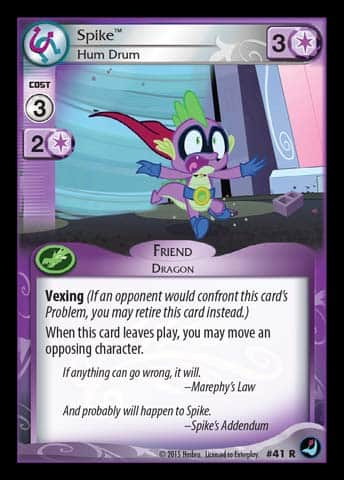 Spike™
Hum Drum
3
COST
3
2
FRIEND
DRAGON
Vexing (If an opponent would confront this card's
Problem, you may retire this card instead.)
When this card leaves play, you may move an
opposing character.
If anything can go wrong, it will.
–Marephy's Law
And probably will happen to Spike.
–Spike's Addendum
© 2015 Hasbro. Licensed to Enterplay. #41 R